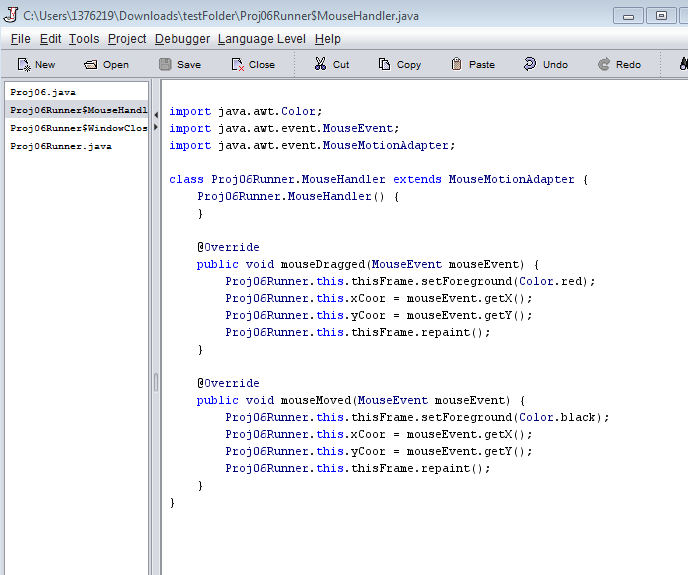 C:\Users\1376219\Downloads\testFolder\Proj06Runner$MouseHandler.java
File Edit Tools Project Debugger Language Level Help
New Open Save Close Cut Copy Paste Undo Redo
Proj06.java
Proj06Runner$MouseHandl
Proj06Runner$WindowClos
Proj06Runner.java
import java.awt.Color;
import java.awt.event.MouseEvent;
import java.awt.event.MouseMotionAdapter;
class Proj06Runner.MouseHandler extends MouseMotionAdapter {
Proj06Runner.MouseHandler() {
}
@Override
public void mouseDragged(MouseEvent mouseEvent) {
Proj06Runner.this.thisFrame.setForeground(Color.red);
Proj06Runner.this.xCoor = mouseEvent.getX();
Proj06Runner.this.yCoor = mouseEvent.getY();
Proj06Runner.this.thisFrame.repaint();
}
@Override
public void mouseMoved(MouseEvent mouseEvent) {
Proj06Runner.this.thisFrame.setForeground(Color.black);
Proj06Runner.this.xCoor = mouseEvent.getX();
Proj06Runner.this.yCoor = mouseEvent.getY();
Proj06Runner.this.thisFrame.repaint();
}
}